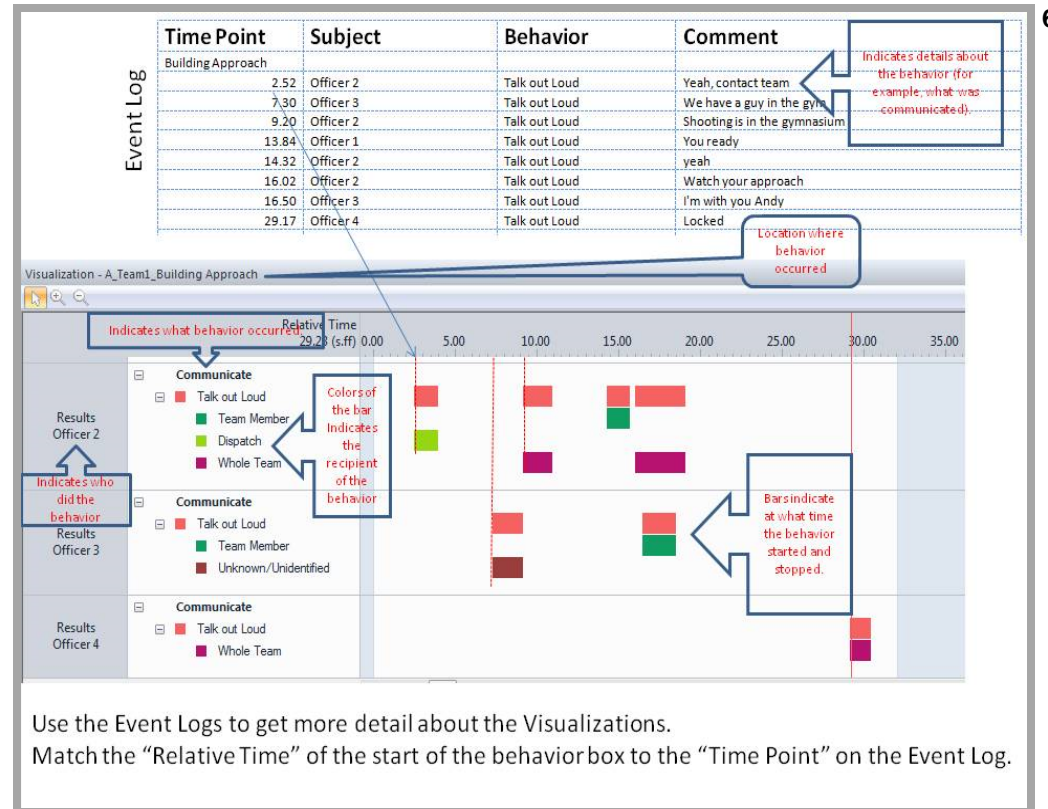 6
Time Point Subject Behavior Comment
Building Approach
2.52 Officer 2 Talk out Loud Yeah, contact team
7.30 Officer 3 Talk out Loud We have a guy in the gym
9.20 Officer 2 Talk out Loud Shooting is in the gymnasium
13.84 Officer 1 Talk out Loud You ready
14.32 Officer 2 Talk out Loud yeah
16.02 Officer 2 Talk out Loud Watch your approach
16.50 Officer 3 Talk out Loud I'm with you Andy
29.17 Officer 4 Talk out Loud Locked
Event Log
Indicates details about
the behavior (for
example, what was
communicated).
Location where
behavior
occurred
Visualization - A_Team1_Building Approach
Indicates what behavior occurred.
Relative Time
29.23 (s.ff) 0.00 5.00 10.00 15.00 20.00 25.00 30.00 35.00
Results
Officer 2
Communicate
Talk out Loud
Team Member
Dispatch
Whole Team
Colors of
the bar
Indicates
the
recipient
of the
behavior
Indicates who
did the
behavior
Results
Officer 3
Communicate
Talk out Loud
Team Member
Unknown/Unidentified
Bars indicate
at what time
the behavior
started and
stopped.
Results
Officer 4
Communicate
Talk out Loud
Whole Team
Use the Event Logs to get more detail about the Visualizations.
Match the “Relative Time” of the start of the behavior box to the “Time Point” on the Event Log.